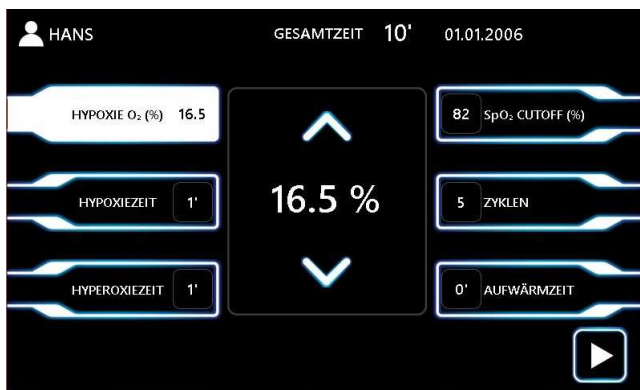 HANS GESAMTZEIT 10' 01.01.2006
HYPOXIE O₂ (%) 16.5
HYPOXIEZEIT 1'
HYPEROXIEZEIT 1'
16.5 %
82 SpO₂ CUTOFF (%)
5 ZYKLEN
0' AUFWÄRMZEIT